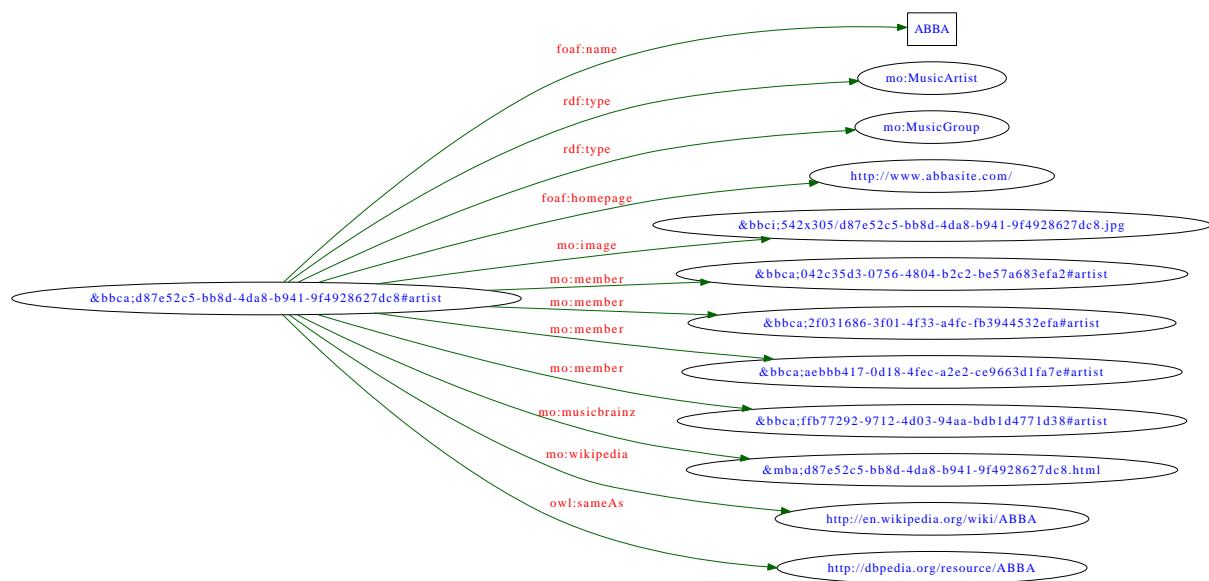 ABBA
foaf:name
mo:MusicArtist
rdf:type
mo:MusicGroup
rdf:type
http://www.abbasite.com/
foaf:homepage
&bbci;542x305/d87e52c5-bb8d-4da8-b941-9f4928627dc8.jpg
mo:image
&bbca;042c35d3-0756-4804-b2c2-be57a683efa2#artist
mo:member
&bbca;d87e52c5-bb8d-4da8-b941-9f4928627dc8#artist
mo:member
&bbca;2f031686-3f01-4f33-a4fc-fb3944532efa#artist
mo:member
&bbca;aebbb417-0d18-4fec-a2e2-ce9663d1fa7e#artist
mo:member
&bbca;ffb77292-9712-4d03-94aa-bdb1d4771d38#artist
mo:musicbrainz
&mba;d87e52c5-bb8d-4da8-b941-9f4928627dc8.html
mo:wikipedia
http://en.wikipedia.org/wiki/ABBA
owl:sameAs
http://dbpedia.org/resource/ABBA